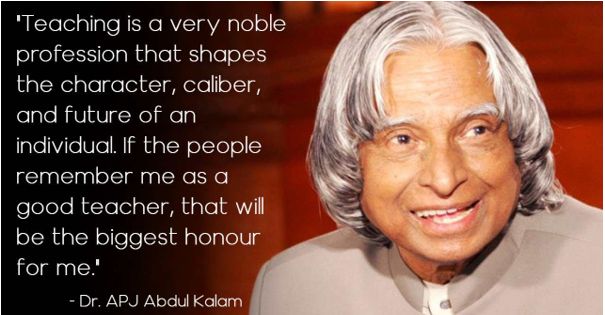 "Teaching is a very noble
profession that shapes
the character, caliber,
and future of an
individual. If the people
remember me as a
good teacher, that will
be the biggest honour
for me."
- Dr. APJ Abdul Kalam